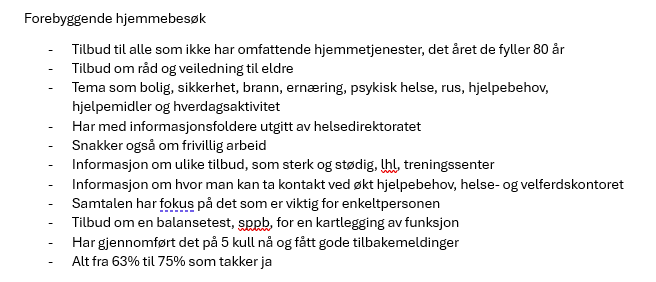 Forebyggende hjemmebesøk
- Tilbud til alle som ikke har omfattende hjemmetjenester, det året de fyller 80 år
- Tilbud om råd og veiledning til eldre
- Tema som bolig, sikkerhet, brann, ernæring, psykisk helse, rus, hjelpebehov,
hjelpemidler og hverdagsaktivitet
- Har med informasjonsfoldere utgitt av helsedirektoratet
- Snakker også om frivillig arbeid
- Informasjon om ulike tilbud, som sterk og stødig, lhl, treningssenter
- Informasjon om hvor man kan ta kontakt ved økt hjelpebehov, helse- og velferdskontoret
- Samtalen har fokus på det som er viktig for enkeltpersonen
- Tilbud om en balansetest, sppb, for en kartlegging av funksjon
- Har gjennomført det på 5 kull nå og fått gode tilbakemeldinger
- Alt fra 63% til 75% som takker ja